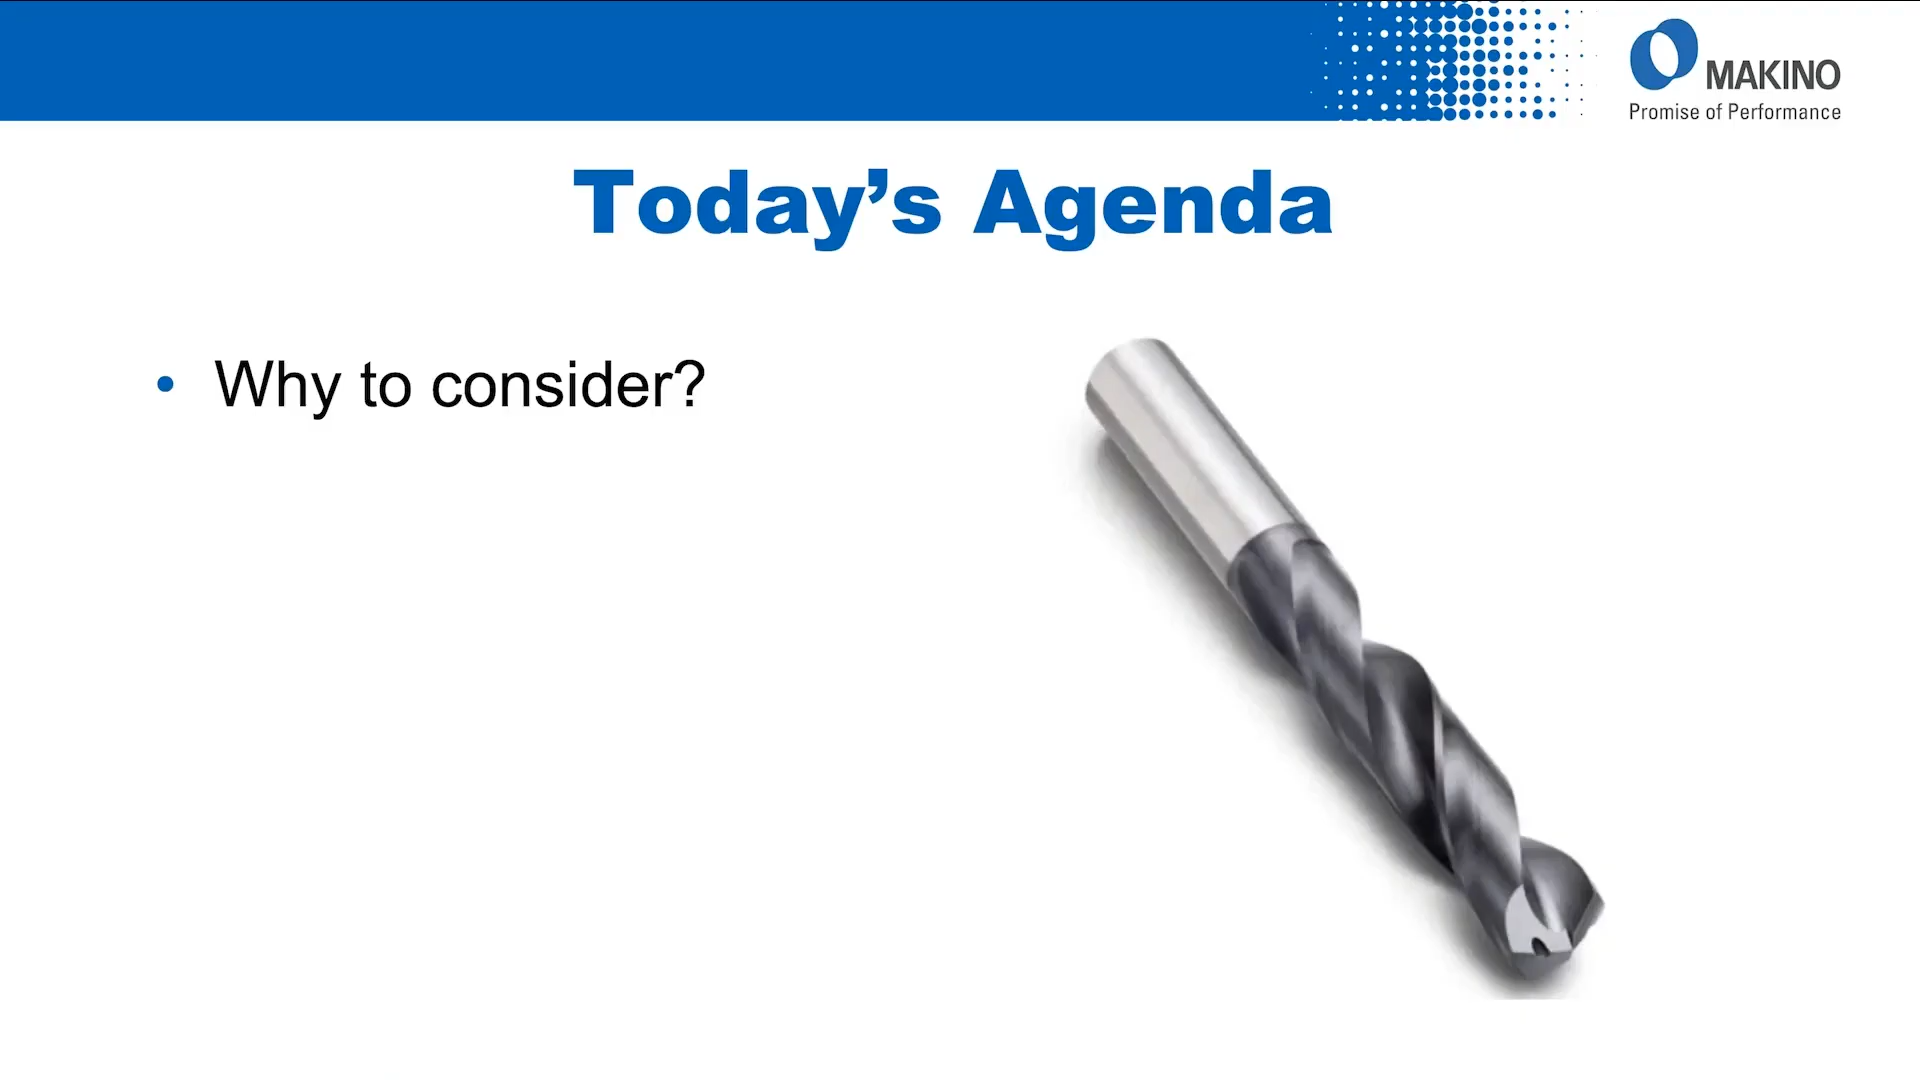 MAKINO
Promise of Performance
Today’s Agenda
• Why to consider?